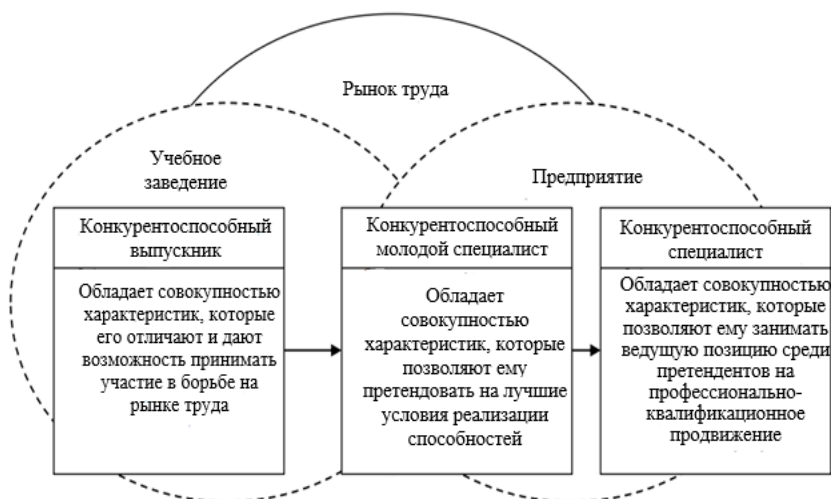 Рынок труда
Учебное
заведение
Предприятие
Конкурентоспособный
выпускник
Обладает совокупностью
характеристик, которые
его отличают и дают
возможность принимать
участие в борьбе на
рынке труда
Конкурентоспособный
молодой специалист
Обладает
совокупностью
характеристик, которые
позволяют ему
претендовать на лучшие
условия реализации
способностей
Конкурентоспособный
специалист
Обладает совокупностью
характеристик, которые
позволяют ему занимать
ведущую позицию среди
претендентов на
профессионально-
квалификационное
продвижение